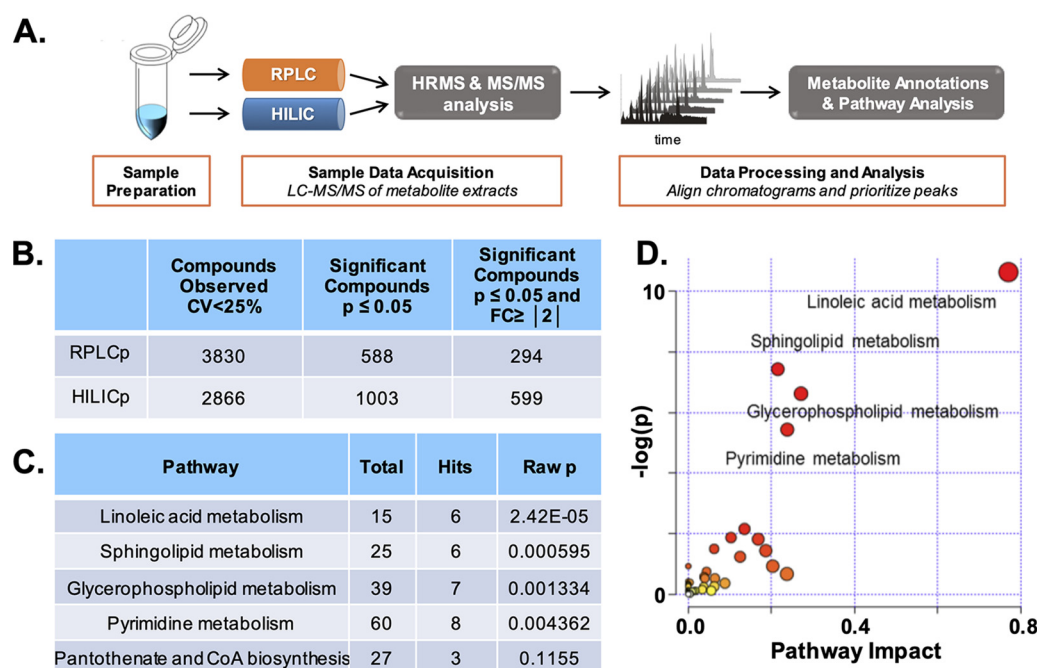 A.
RPLC
HILIC
HRMS & MS/MS
analysis
time
Metabolite Annotations
& Pathway Analysis
Sample
Preparation
Sample Data Acquisition
LC-MS/MS of metabolite extracts
Data Processing and Analysis
Align chromatograms and prioritize peaks
B.
Compounds
Observed
CV<25%
Significant
Compounds
p ≤ 0.05
Significant
Compounds
p ≤ 0.05 and
FC≥ |2|
RPLCp 3830 588 294
HILICp 2866 1003 599
C.
Pathway Total Hits Raw p
Linoleic acid metabolism 15 6 2.42E-05
Sphingolipid metabolism 25 6 0.000595
Glycerophospholipid metabolism 39 7 0.001334
Pyrimidine metabolism 60 8 0.004362
Pantothenate and CoA biosynthesis 27 3 0.1155
D.
10
Linoleic acid metabolism
Sphingolipid metabolism
Glycerophospholipid metabolism
Pyrimidine metabolism
-log(p)
0
0.0 0.4 0.8
Pathway Impact